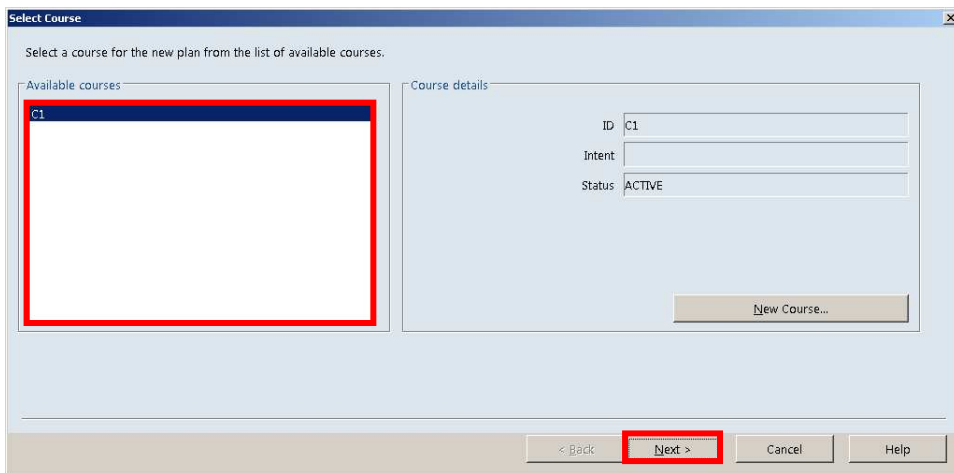 Select Course
Select a course for the new plan from the list of available courses.
Available courses
C1
Course details
ID C1
Intent
Status ACTIVE
New Course...
< Back Next > Cancel Help